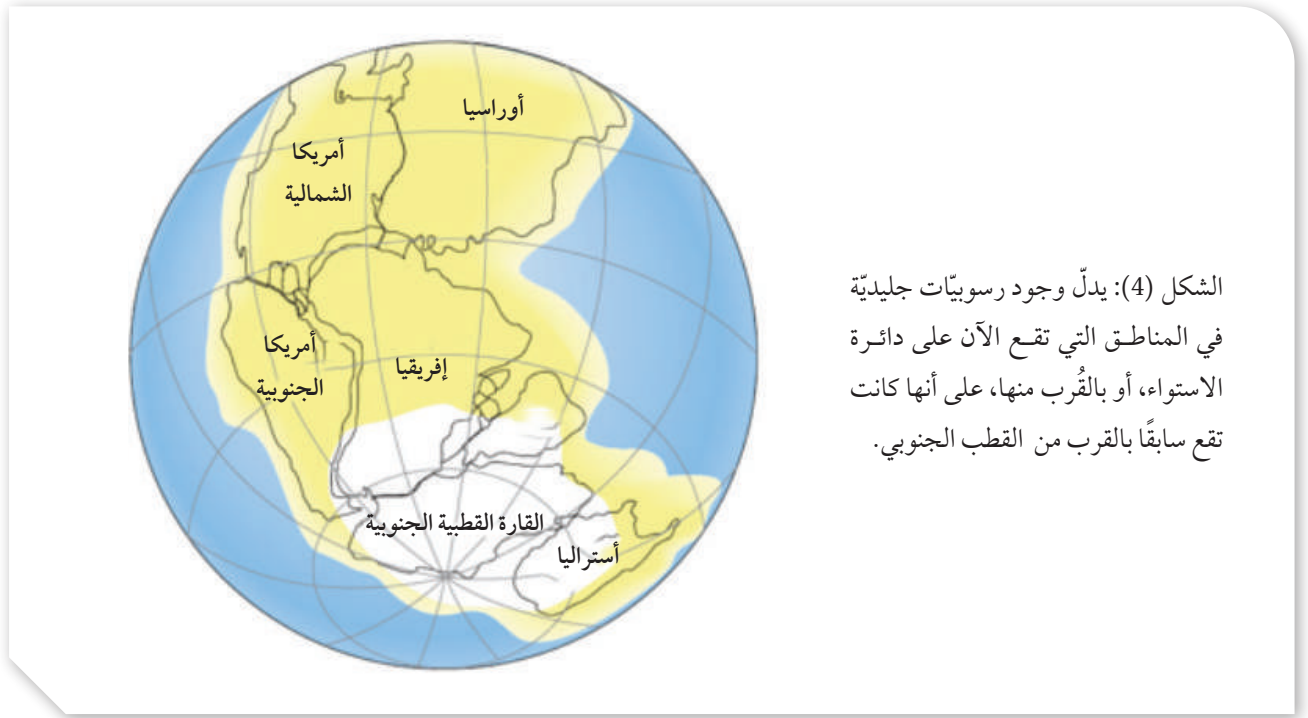 أوراسيا
أمريكا
الشمالية
أمريكا
الجنوبية
إفريقيا
القارة القطبية الجنوبية
أستراليا
الشكل (4): يدلّ وجود رسوبيّات جليديّة
في المناطق التي تقع الآن على دائرة
الاستواء، أو بالقُرب منها، على أنها كانت
تقع سابقًا بالقرب من القطب الجنوبي.